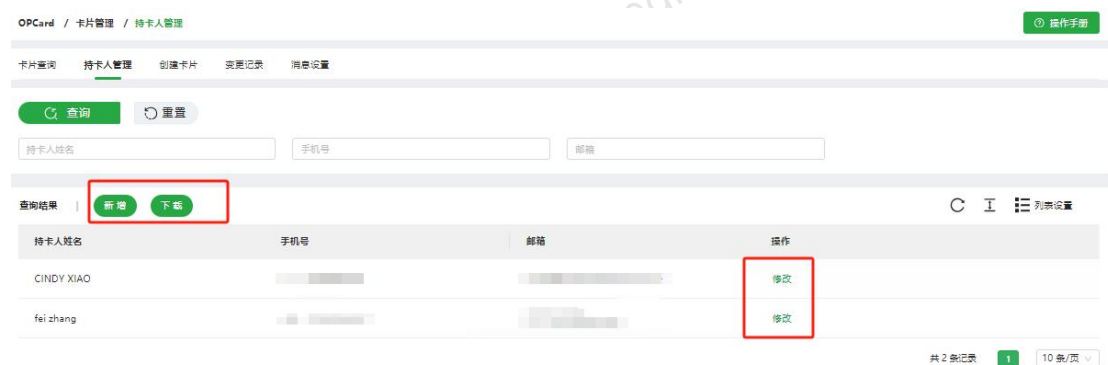 OPCard / 卡片管理 / 持卡人管理
操作手册
卡片查询 持卡人管理 创建卡片 变更记录 消息设置
查询 重置
持卡人姓名 手机号 邮箱
查询结果 | 新增 下载 列表设置
持卡人姓名 手机号 邮箱 操作
CINDY XIAO 修改
fei zhang 修改
共 2 条记录 1 10 条/页